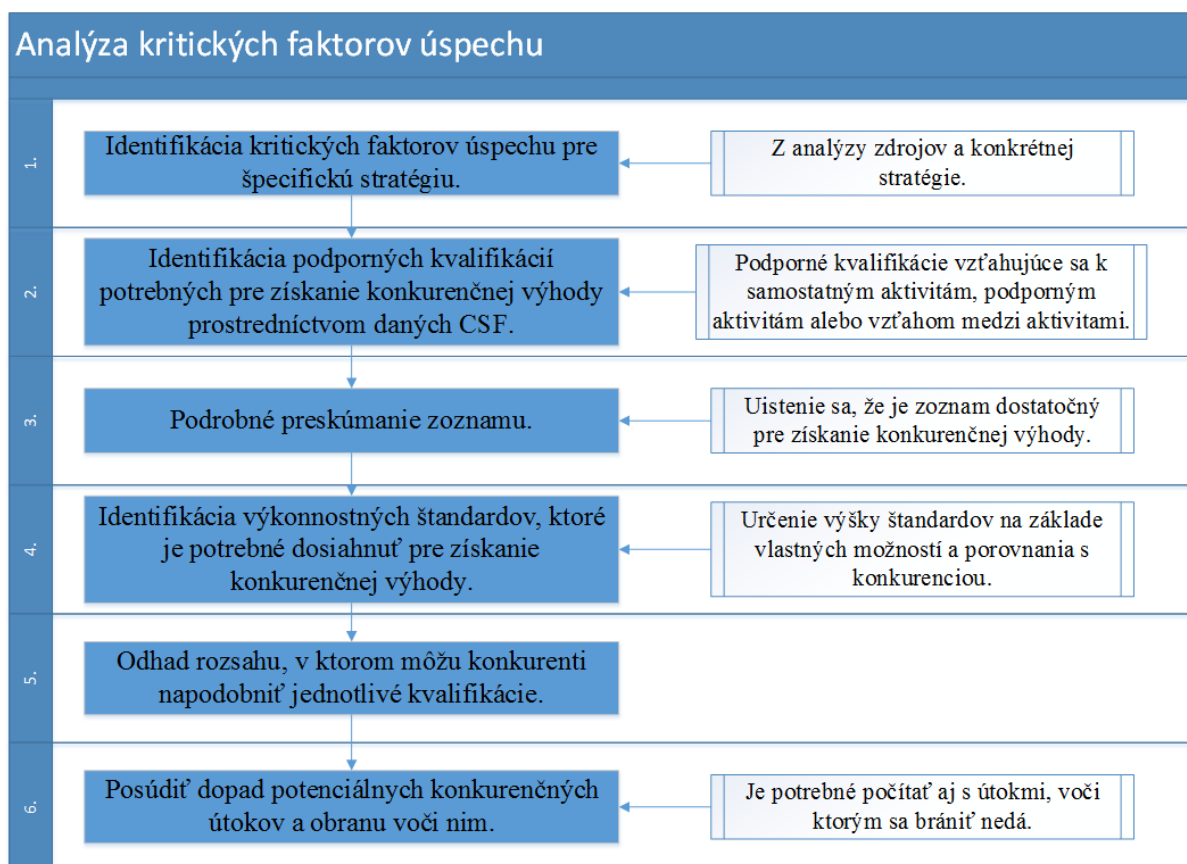 Analýza kritických faktorov úspechu
1.
Identifikácia kritických faktorov úspechu pre
špecifickú stratégiu.
Z analýzy zdrojov a konkrétnej
stratégie.
2.
Identifikácia podporných kvalifikácií
potrebných pre získanie konkurenčnej výhody
prostredníctvom daných CSF.
Podporné kvalifikácie vzťahujúce sa k
samostatným aktivitám, podporným
aktivitám alebo vzťahom medzi aktivitami.
3.
Podrobné preskúmanie zoznamu.
Uistenie sa, že je zoznam dostatočný
pre získanie konkurenčnej výhody.
4.
Identifikácia výkonnostných štandardov, ktoré
je potrebné dosiahnuť pre získanie
konkurenčnej výhody.
Určenie výšky štandardov na základe
vlastných možností a porovnania s
konkurenciou.
5.
Odhad rozsahu, v ktorom môžu konkurenti
napodobniť jednotlivé kvalifikácie.
6.
Posúdiť dopad potenciálnych konkurenčných
útokov a obranu voči nim.
Je potrebné počítať aj s útokmi, voči
ktorým sa brániť nedá.